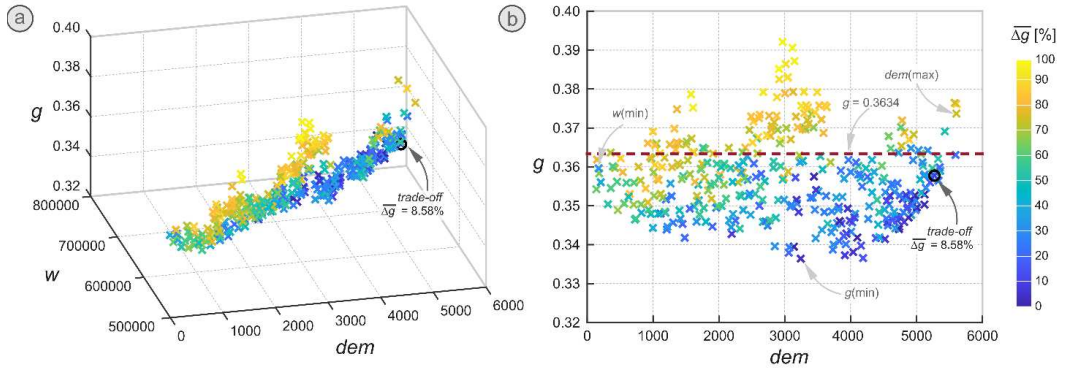 a
0.40
0.38
0.36
0.34
0.32
g
800000
700000
600000
500000
w
0
1000
2000
3000
4000
5000
6000
dem
trade-off
Δg = 8.58%
b
g
0.40
0.39
0.38
0.37
0.36
0.35
0.34
0.33
0.32
0
1000
2000
3000
4000
5000
6000
dem
w(min)
g = 0.3634
dem(max)
g(min)
trade-off
Δg = 8.58%
Δg [%]
100
90
80
70
60
50
40
30
20
10
0